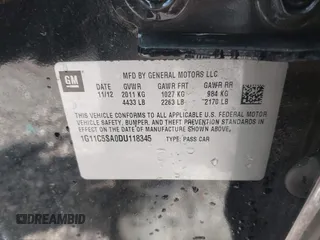 GM
MFD BY GENERAL MOTORS LLC
DATE GVWR GAWR FRT GAWR RR
11/12 2011 KG 1027 KG 984 KG
4433 LB 2263 LB 2170 LB
THIS VEHICLE CONFORMS TO ALL APPLICABLE U.S. FEDERAL MOTOR
VEHICLE SAFETY, BUMPER, AND THEFT PREVENTION STANDARDS
IN EFFECT ON THE DATE OF MANUFACTURE SHOWN ABOVE.
1G11C5SA0DU118345 TYPE: PASS CAR
© DREAMBID